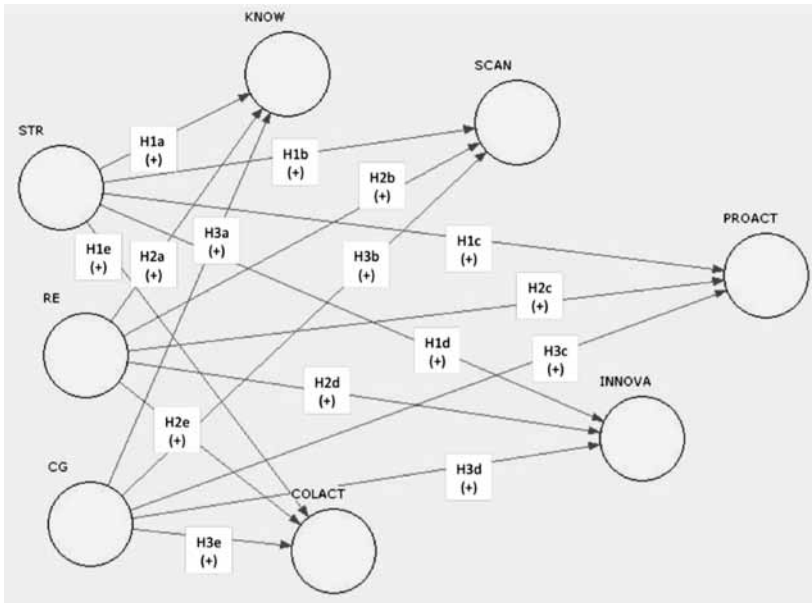 KNOW
SCAN
STR
H1a
(+)
H1b
(+)
H2b
(+)
PROACT
H1e
(+)
H2a
(+)
H3a
(+)
H3b
(+)
H1c
(+)
RE
H2c
(+)
H1d
(+)
H3c
(+)
H2d
(+)
INNOVA
H2e
(+)
CG
H3d
(+)
COLACT
H3e
(+)